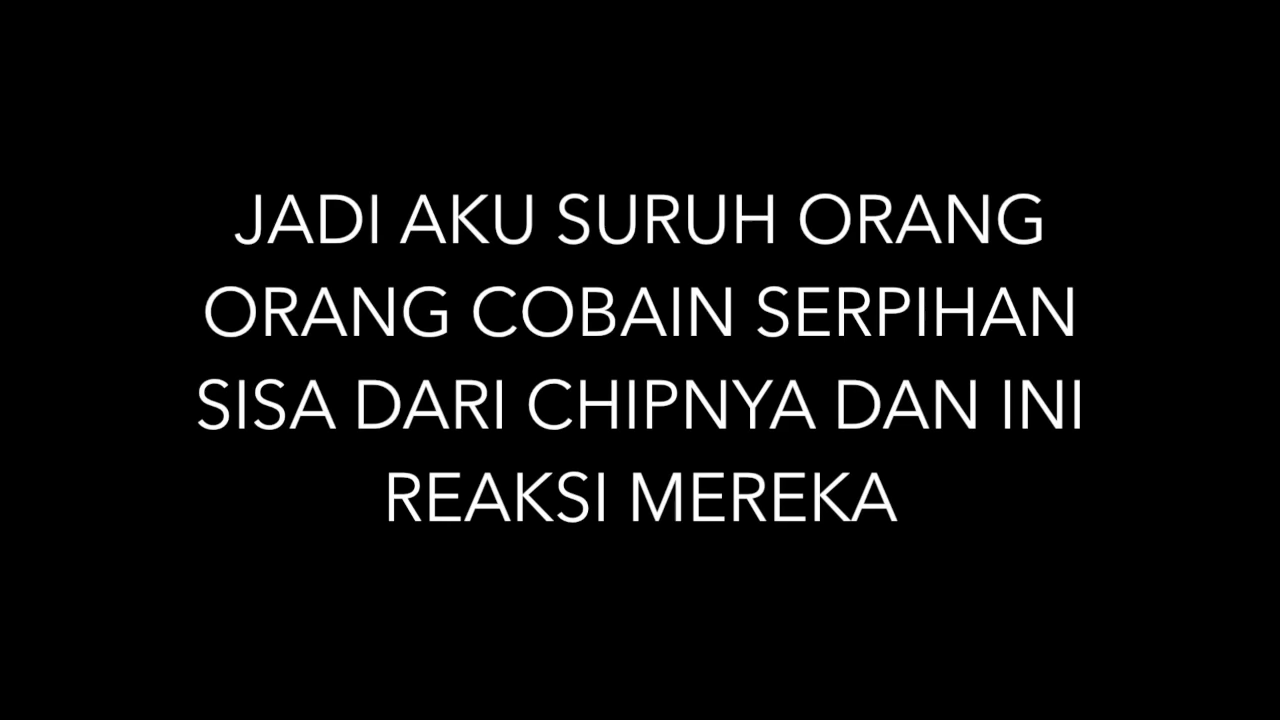 JADI AKU SURUH ORANG
ORANG COBAIN SERPIHAN
SISA DARI CHIPNYA DAN INI
REAKSI MEREKA